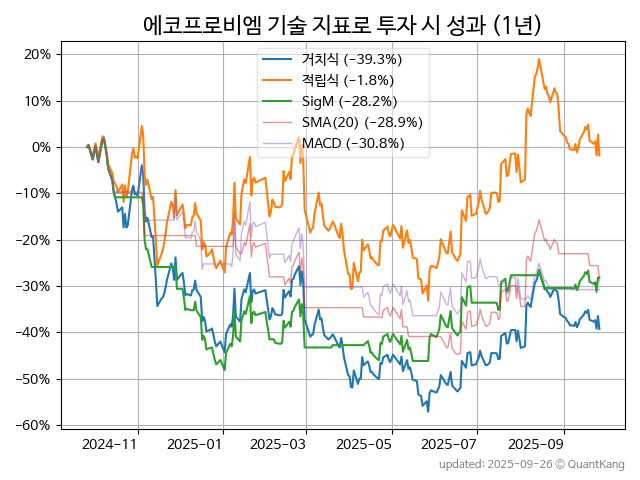 에코프로비엠 기술 지표로 투자 시 성과 (1년)
거치식 (−39.3%)
적립식 (−1.8%)
SigM (−28.2%)
SMA(20) (−28.9%)
MACD (−30.8%)
20%
10%
0%
−10%
−20%
−30%
−40%
−50%
−60%
2024-11 2025-01 2025-03 2025-05 2025-07 2025-09
updated: 2025-09-26 © QuantKang